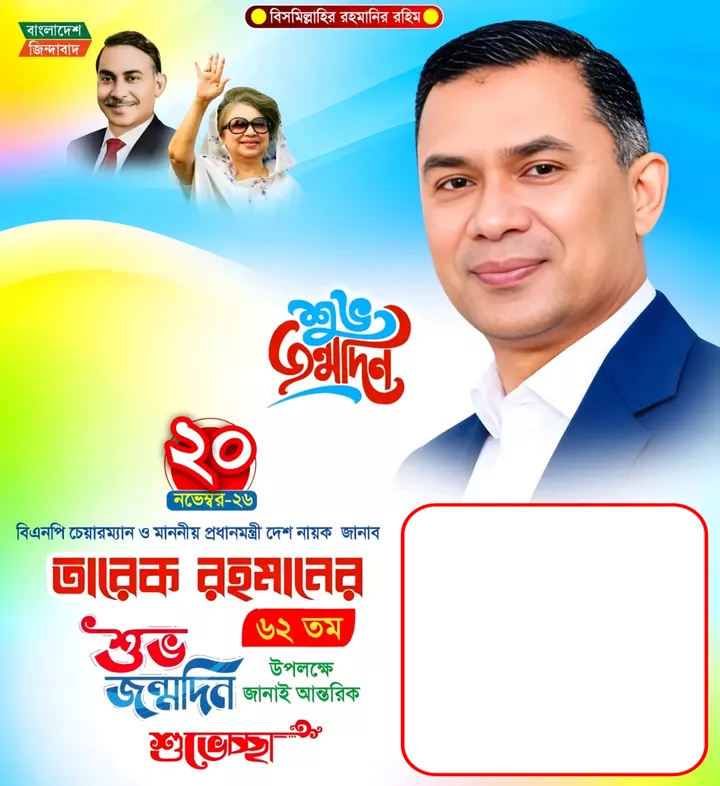 বিসমিল্লাহির রহমানির রহিম
বাংলাদেশ
জিন্দাবাদ
শুভ
জন্মদিন
২০
নভেম্বর-২৬
বিএনপি চেয়ারম্যান ও মাননীয় প্রধানমন্ত্রী দেশ নায়ক জানাব
তারেক রহমানের
৬২ তম
শুভ
জন্মদিন
উপলক্ষে
জানাই আন্তরিক
শুভেচ্ছা